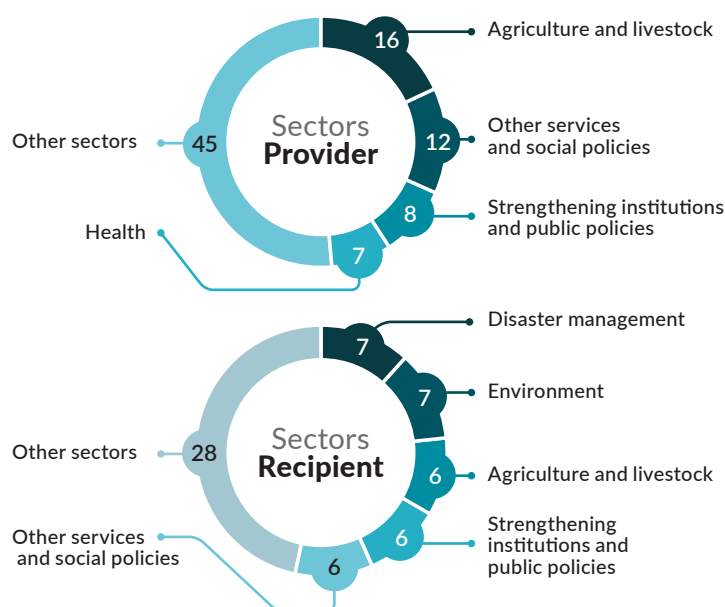 16
Agriculture and livestock
Other sectors
45
Sectors
Provider
12
Other services
and social policies
8
Strengthening institutions
and public policies
Health
7
7
Disaster management
7
Environment
Other sectors
28
Sectors
Recipient
6
Agriculture and livestock
6
Strengthening
institutions and
public policies
Other services
and social policies
6